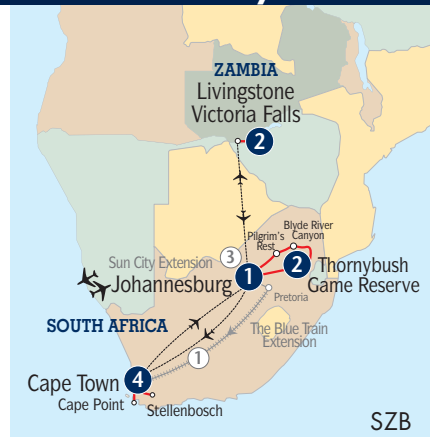 ZAMBIA
Livingstone
Victoria Falls
2
Blyde River
Canyon
Pilgrim's
Rest
Sun City Extension
3
Johannesburg
1
2
Thornybush
Game Reserve
Pretoria
SOUTH AFRICA
The Blue Train
Extension
1
Cape Town
4
Cape Point
Stellenbosch
SZB